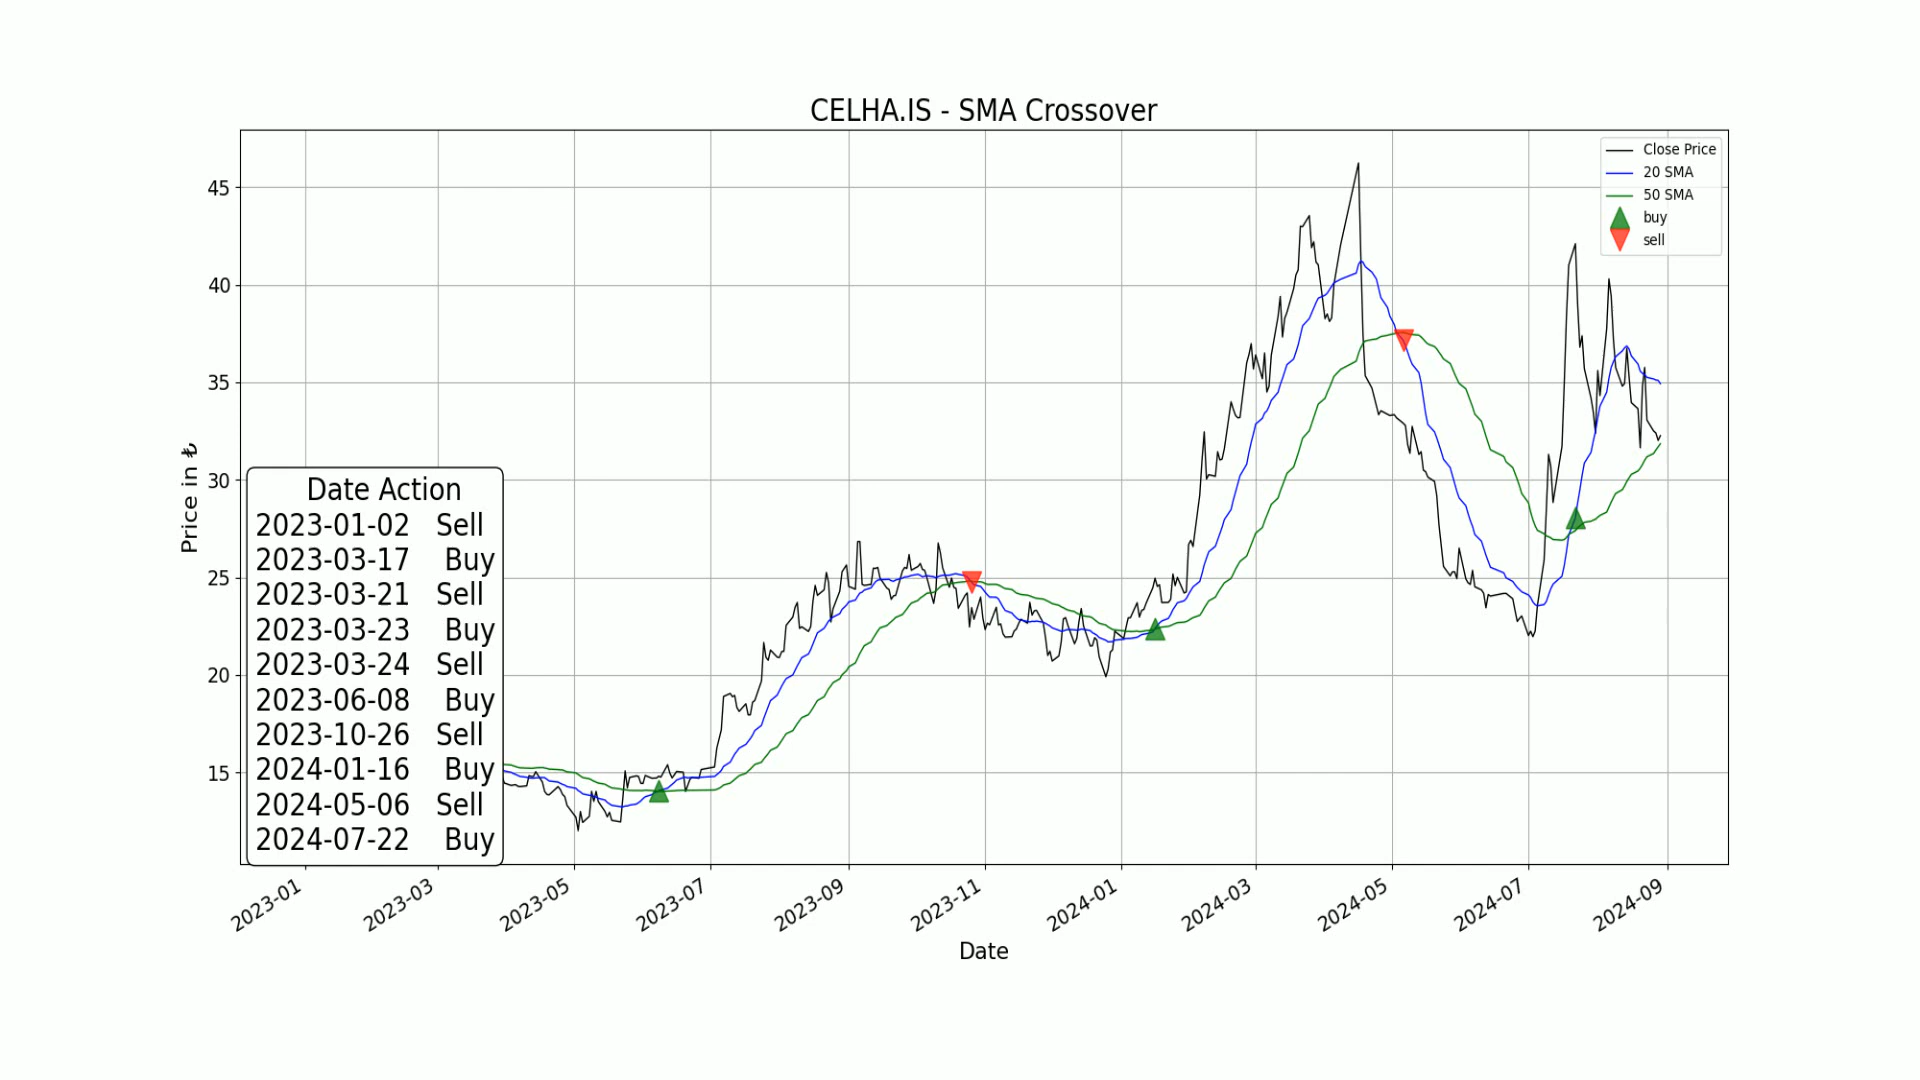 CELHA.IS - SMA Crossover
Close Price
20 SMA
50 SMA
buy
sell
45
40
35
30
25
20
15
Price in ₺
Date Action
2023-01-02 Sell
2023-03-17 Buy
2023-03-21 Sell
2023-03-23 Buy
2023-03-24 Sell
2023-06-08 Buy
2023-10-26 Sell
2024-01-16 Buy
2024-05-06 Sell
2024-07-22 Buy
2023-01
2023-03
2023-05
2023-07
2023-09
2023-11
2024-01
2024-03
2024-05
2024-07
2024-09
Date